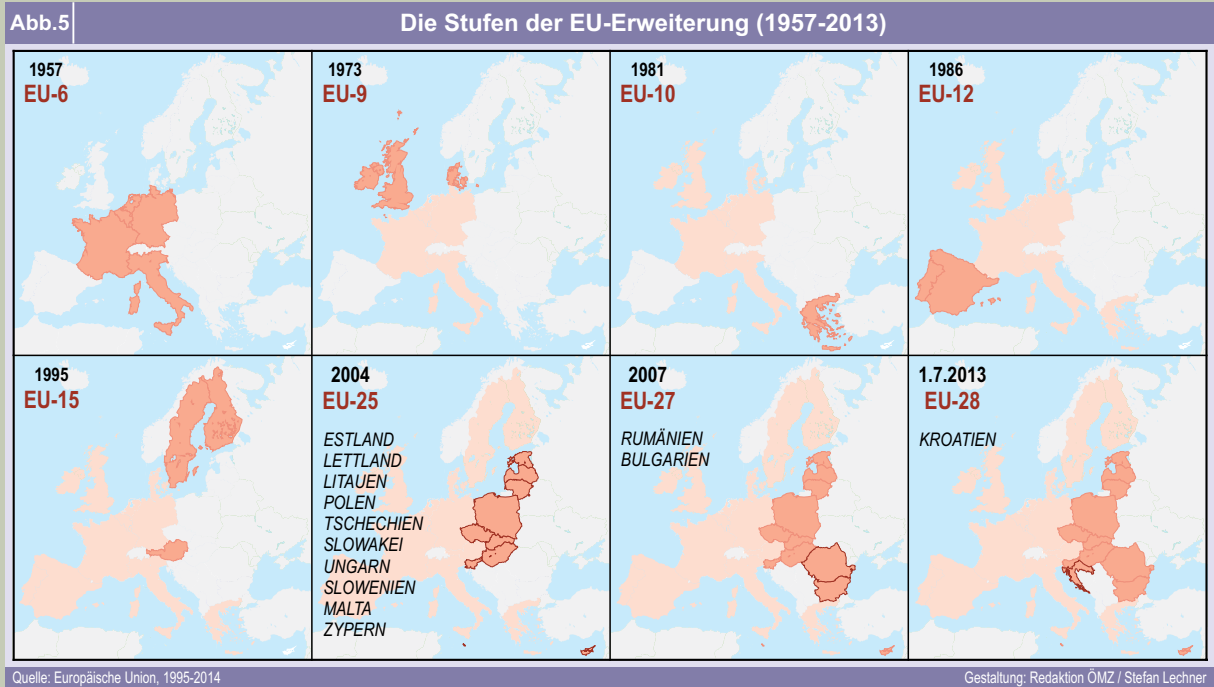 Abb.5
Die Stufen der EU-Erweiterung (1957-2013)
1957
EU-6
1973
EU-9
1981
EU-10
1986
EU-12
1995
EU-15
2004
EU-25
ESTLAND
LETTLAND
LITAUEN
POLEN
TSCHECHIEN
SLOWAKEI
UNGARN
SLOWENIEN
MALTA
ZYPERN
2007
EU-27
RUMÄNIEN
BULGARIEN
1.7.2013
EU-28
KROATIEN
Quelle: Europäische Union, 1995-2014
Gestaltung: Redaktion ÖMZ / Stefan Lechner